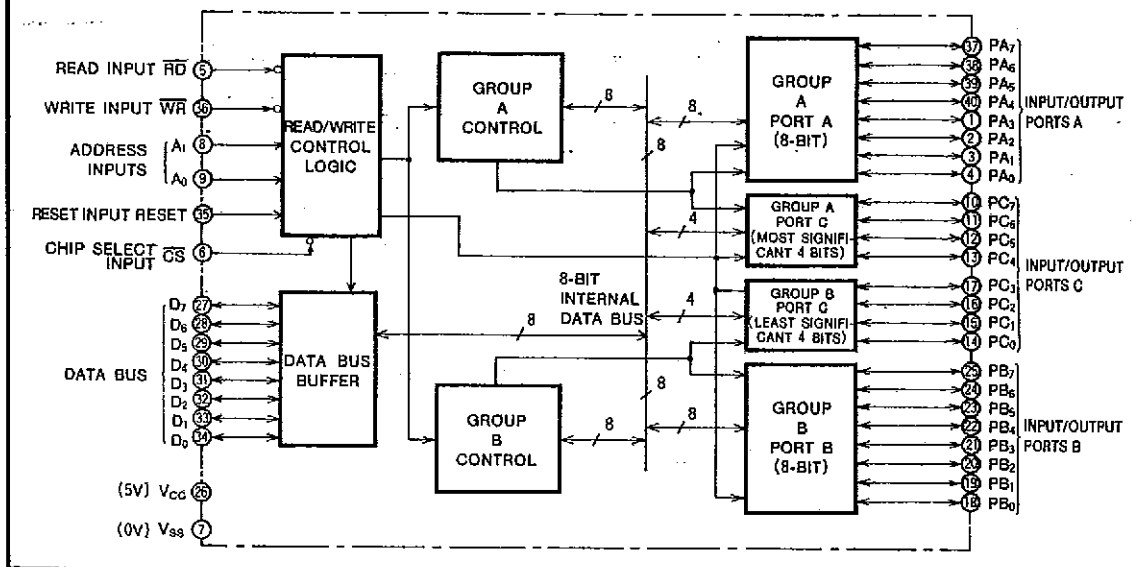 READ INPUT RD 5
WRITE INPUT WR 36
ADDRESS
INPUTS
A1 8
A0 9
RESET INPUT RESET 35
CHIP SELECT
INPUT CS 6
READ/WRITE
CONTROL
LOGIC
D7 27
D6 28
D5 29
D4 30
D3 31
D2 32
D1 33
D0 34
DATA BUS
DATA BUS
BUFFER
(5V) VCC 26
(0V) VSS 7
GROUP
A
CONTROL
8
GROUP
B
CONTROL
8
8
8-BIT
INTERNAL
DATA BUS
8
8
4
4
8
8
GROUP
A
PORT A
(8-BIT)
GROUP A
PORT C
(MOST SIGNIFI-
CANT 4 BITS)
GROUP B
PORT C
(LEAST SIGNIFI-
CANT 4 BITS)
GROUP
B
PORT B
(8-BIT)
37 PA7
38 PA6
39 PA5
40 PA4
1 PA3
2 PA2
3 PA1
4 PA0
INPUT/OUTPUT
PORTS A
10 PC7
11 PC6
12 PC5
13 PC4
17 PC3
16 PC2
15 PC1
14 PC0
INPUT/OUTPUT
PORTS C
25 PB7
24 PB6
23 PB5
22 PB4
21 PB3
20 PB2
19 PB1
18 PB0
INPUT/OUTPUT
PORTS B